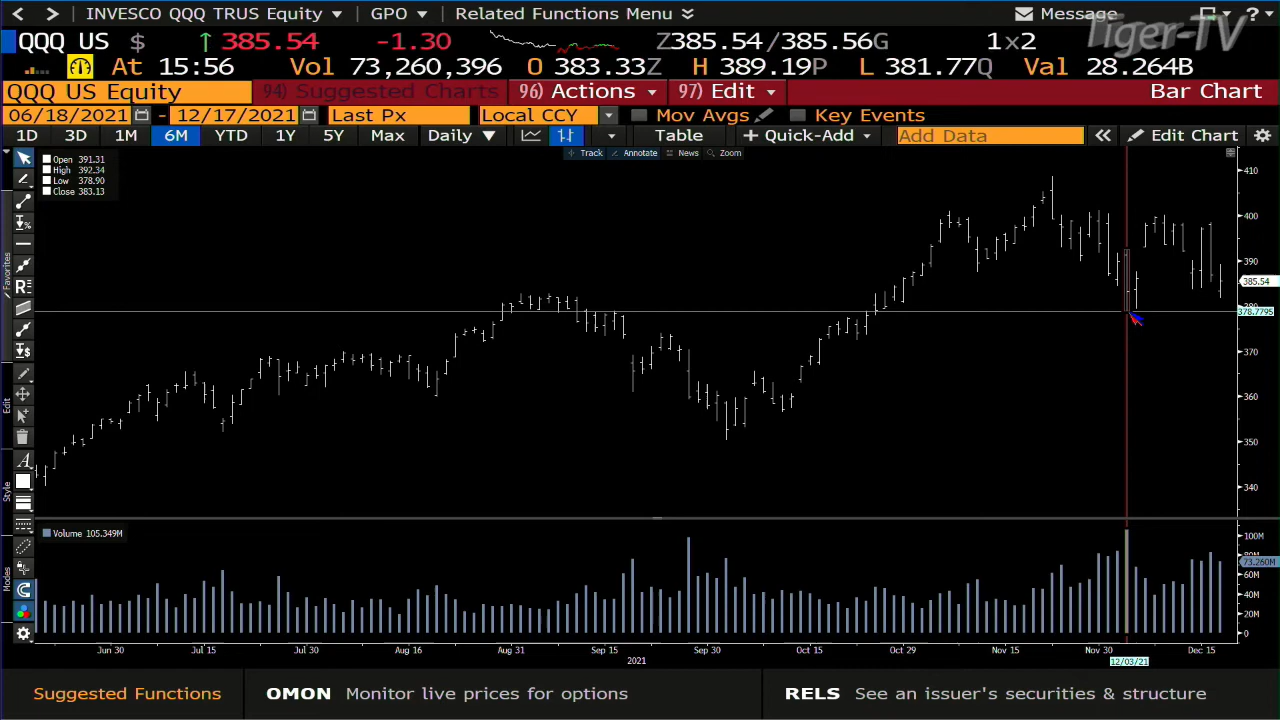 INVESCO QQQ TRUS Equity GPO Related Functions Menu Message ?
Tiger-TV
QQQ US $ ↑ 385.54 -1.30 Z385.54/385.56G 1x2
At 15:56 Vol 73,260,396 O 383.33Z H 389.19P L 381.77Q Val 28.264B
QQQ US Equity 94) Suggested Charts 96) Actions 97) Edit Bar Chart
06/18/2021 - 12/17/2021 Last Px Local CCY Mov Avgs Key Events
1D 3D 1M 6M YTD 1Y 5Y Max Daily ▼ Table + Quick-Add Add Data « Edit Chart
Track Annotate News Zoom
Open 391.31
High 392.34
Low 378.90
Close 383.13
410
400
390
385.54
380
378.7795
370
360
350
340
Favorites
Edit
Style
Modes
Volume 105.349M
100M
80M
73.260M
60M
40M
20M
0
Jun 30 Jul 15 Jul 30 Aug 16 Aug 31 Sep 15 Sep 30 Oct 15 Oct 29 Nov 15 Nov 30 Dec 15
2021
12/03/21
Suggested Functions OMON Monitor live prices for options RELS See an issuer's securities & structure